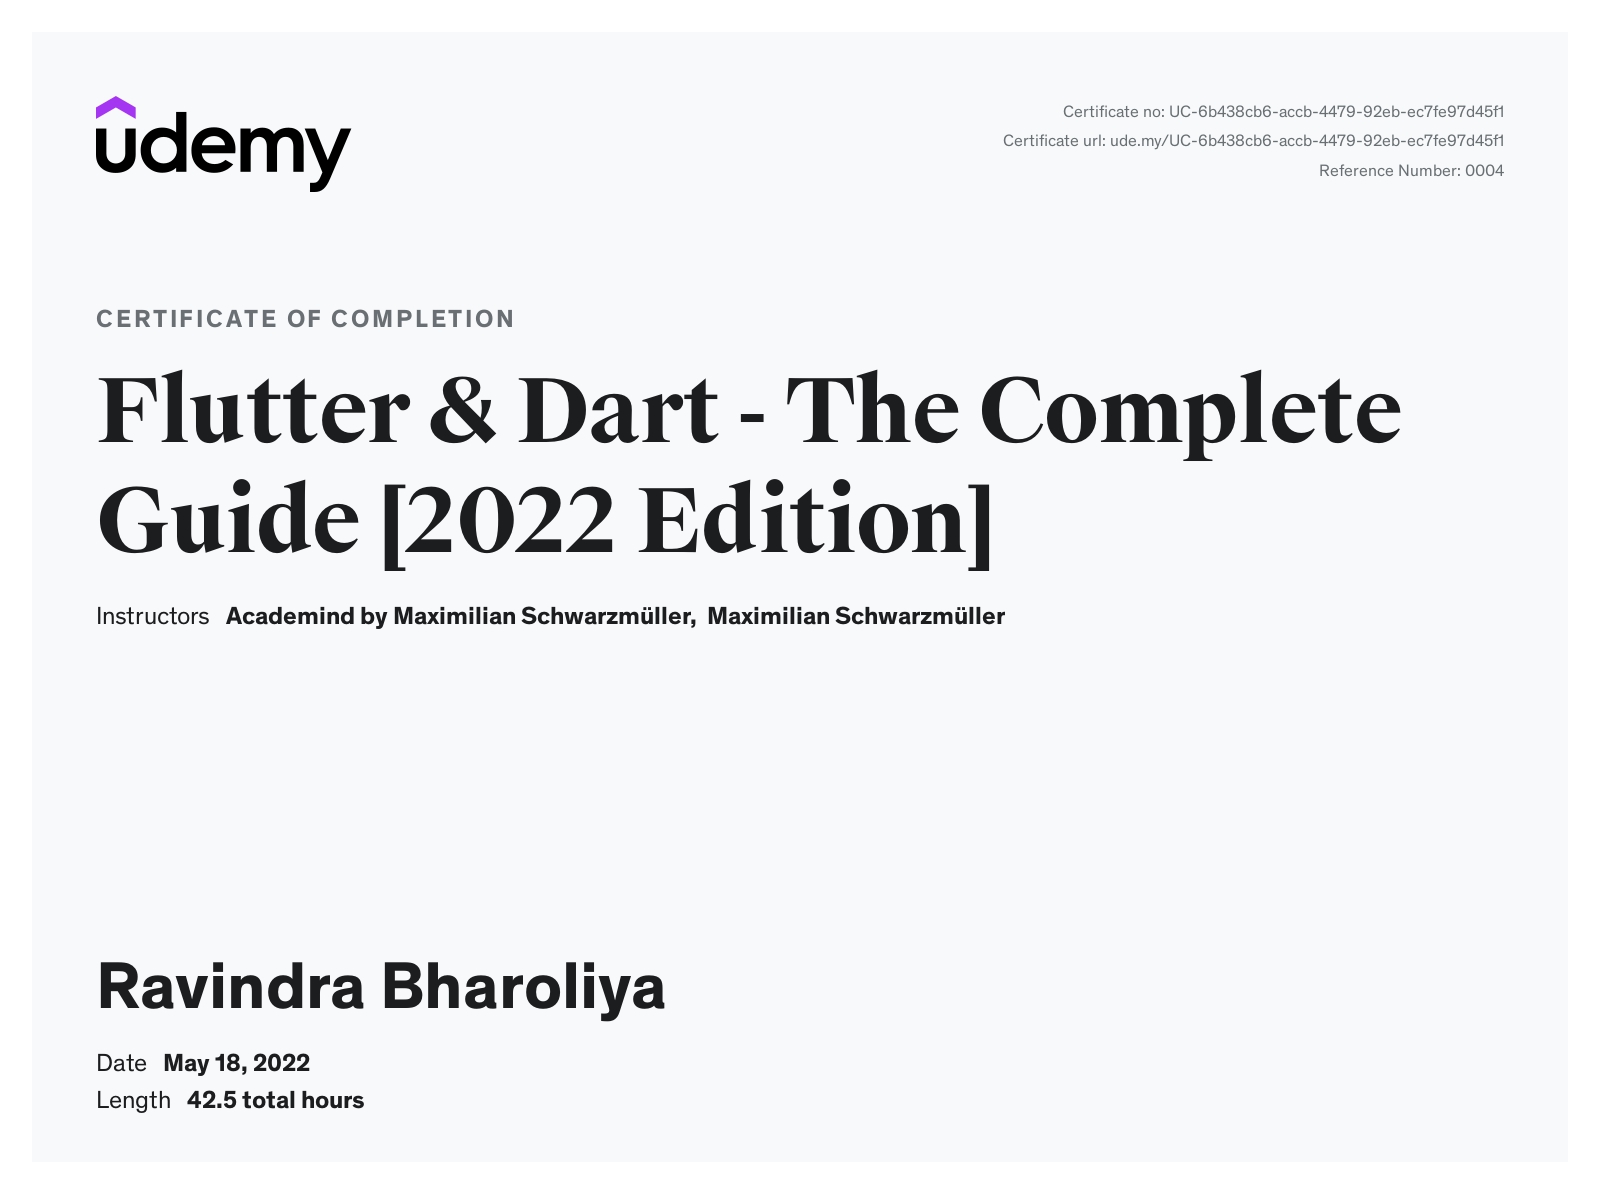 udemy
Certificate no: UC-6b438cb6-accb-4479-92eb-ec7fe97d45f1
Certificate url: ude.my/UC-6b438cb6-accb-4479-92eb-ec7fe97d45f1
Reference Number: 0004
CERTIFICATE OF COMPLETION
Flutter & Dart - The Complete
Guide [2022 Edition]
Instructors Academind by Maximilian Schwarzmüller, Maximilian Schwarzmüller
Ravindra Bharoliya
Date May 18, 2022
Length 42.5 total hours